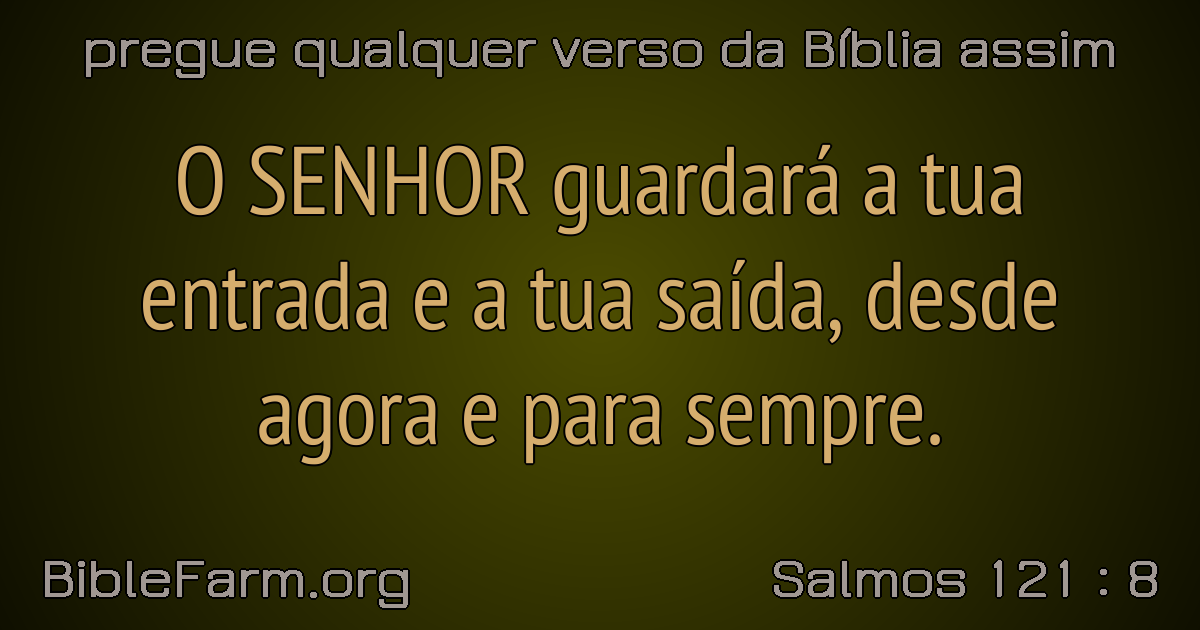 pregue qualquer verso da Bíblia assim
O SENHOR guardará a tua
entrada e a tua saída, desde
agora e para sempre.
BibleFarm.org
Salmos 121 : 8